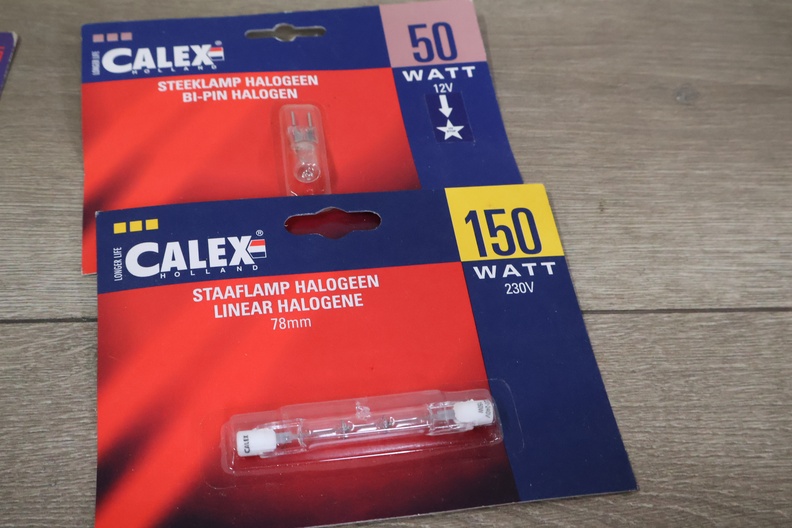 LONGER LIFE
CALEX
HOLLAND
STEEKLAMP HALOGEEN
BI-PIN HALOGEN
50
WATT
12V
LONGER LIFE
CALEX®
HOLLAND
STAAFLAMP HALOGEEN
LINEAR HALOGENE
78mm
150
WATT
230V
CALEX